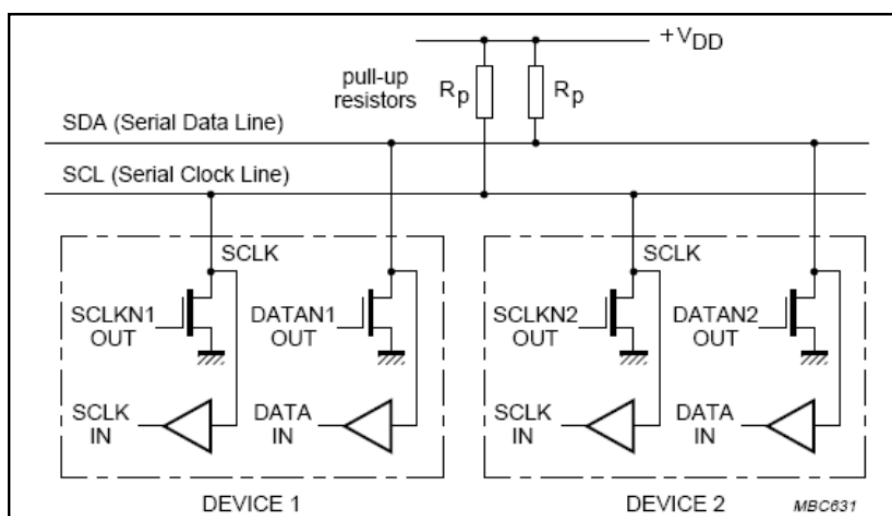 +VDD
pull-up
resistors
Rp
Rp
SDA (Serial Data Line)
SCL (Serial Clock Line)
SCLK
SCLKN1
OUT
DATAN1
OUT
SCLK
IN
DATA
IN
DEVICE 1
SCLK
SCLKN2
OUT
DATAN2
OUT
SCLK
IN
DATA
IN
DEVICE 2
MBC631